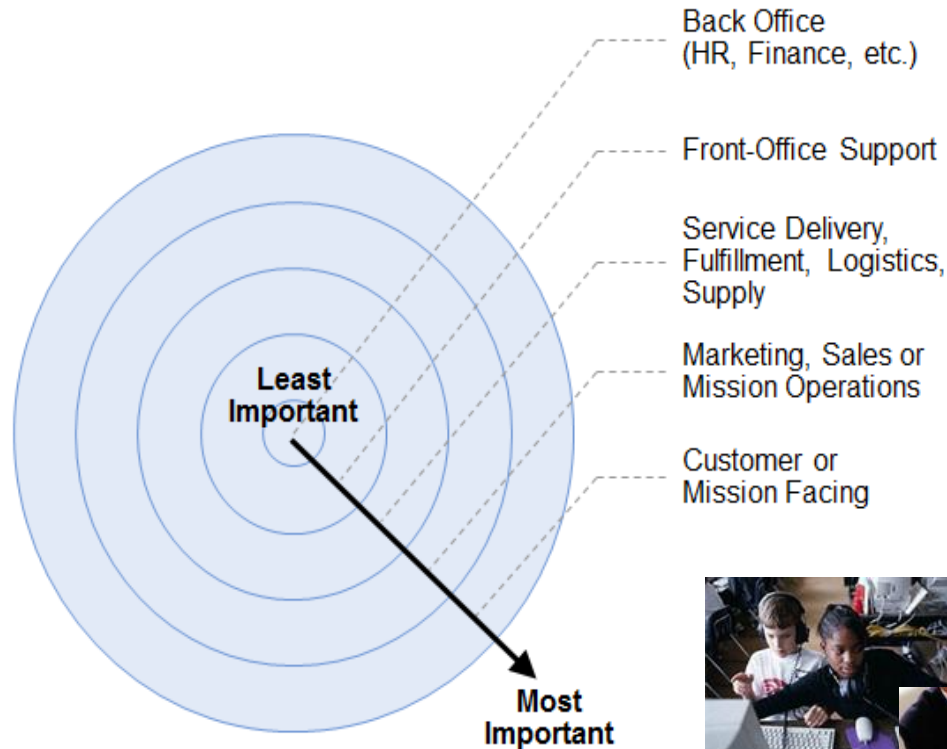 Back Office
(HR, Finance, etc.)
Front-Office Support
Service Delivery,
Fulfillment, Logistics,
Supply
Marketing, Sales or
Mission Operations
Customer or
Mission Facing
Least
Important
Most
Important